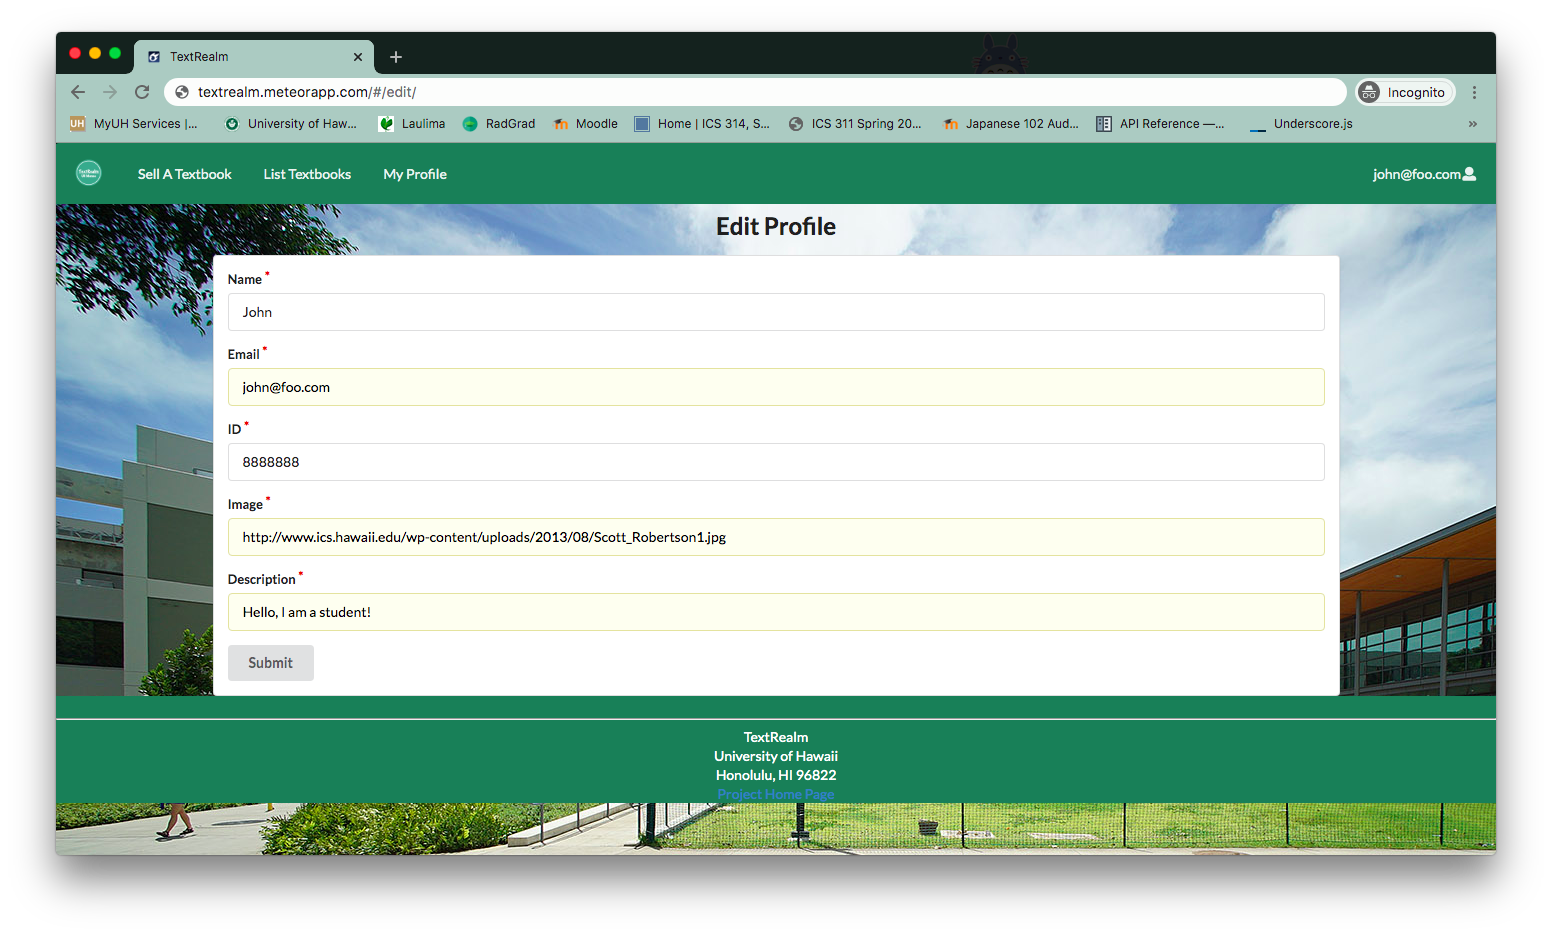 TextRealm
textrealm.meteorapp.com/#/edit/
Incognito
UH MyUH Services |...
University of Haw...
Laulima
RadGrad
Moodle
Home | ICS 314, S...
ICS 311 Spring 20...
Japanese 102 Aud...
API Reference —...
Underscore.js
»
TextRealm
Sell A Textbook
List Textbooks
My Profile
john@foo.com
Edit Profile
Name *
John
Email *
john@foo.com
ID *
8888888
Image *
http://www.ics.hawaii.edu/wp-content/uploads/2013/08/Scott_Robertson1.jpg
Description *
Hello, I am a student!
Submit
TextRealm
University of Hawaii
Honolulu, HI 96822
Project Home Page